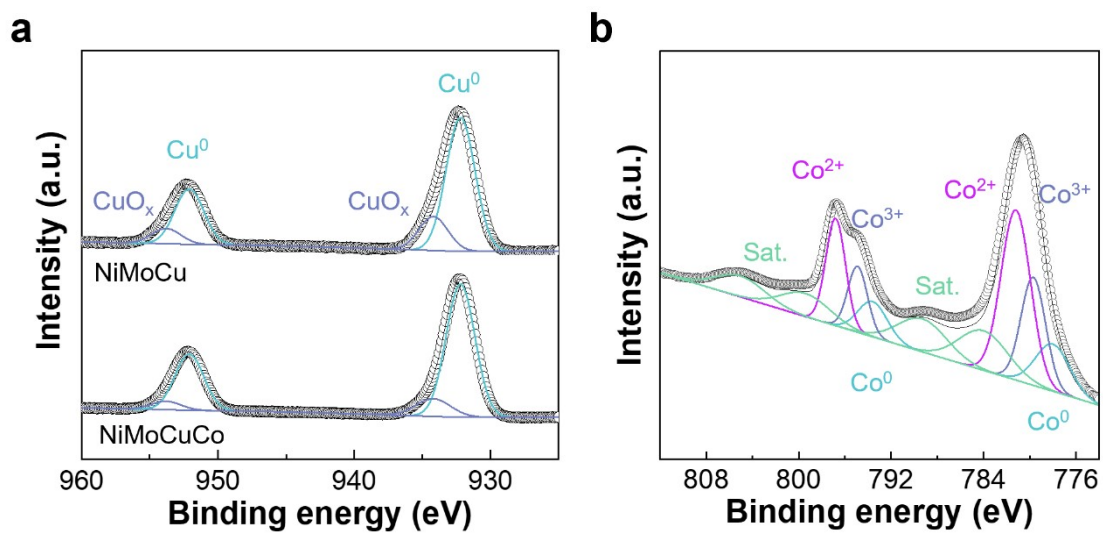 a
b
Intensity (a.u.)
Cu⁰
Cu⁰
CuOₓ
CuOₓ
NiMoCu
NiMoCuCo
960
950
940
930
Binding energy (eV)
Intensity (a.u.)
Co²⁺
Co²⁺
Co³⁺
Co³⁺
Sat.
Sat.
Co⁰
Co⁰
808
800
792
784
776
Binding energy (eV)